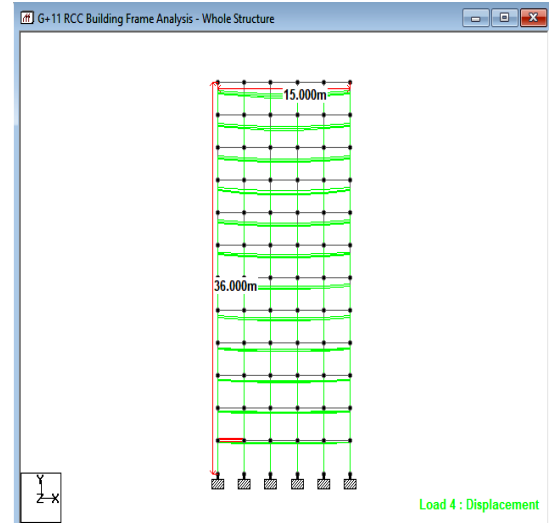 G+11 RCC Building Frame Analysis - Whole Structure
15.000m
36.000m
Y
Z X
Load 4 : Displacement